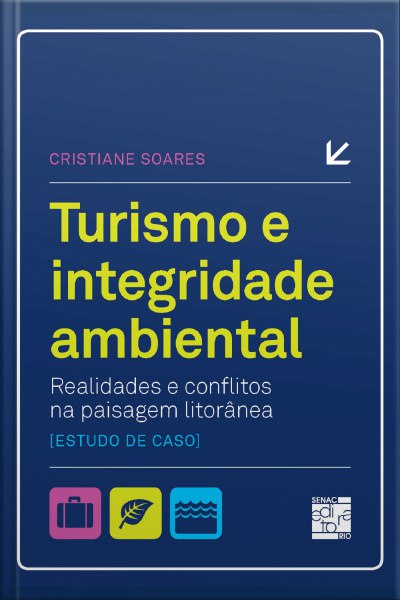 CRISTIANE SOARES
Turismo e
integridade
ambiental
Realidades e conflitos
na paisagem litorânea
[ESTUDO DE CASO]
SENAC
editora
RIO